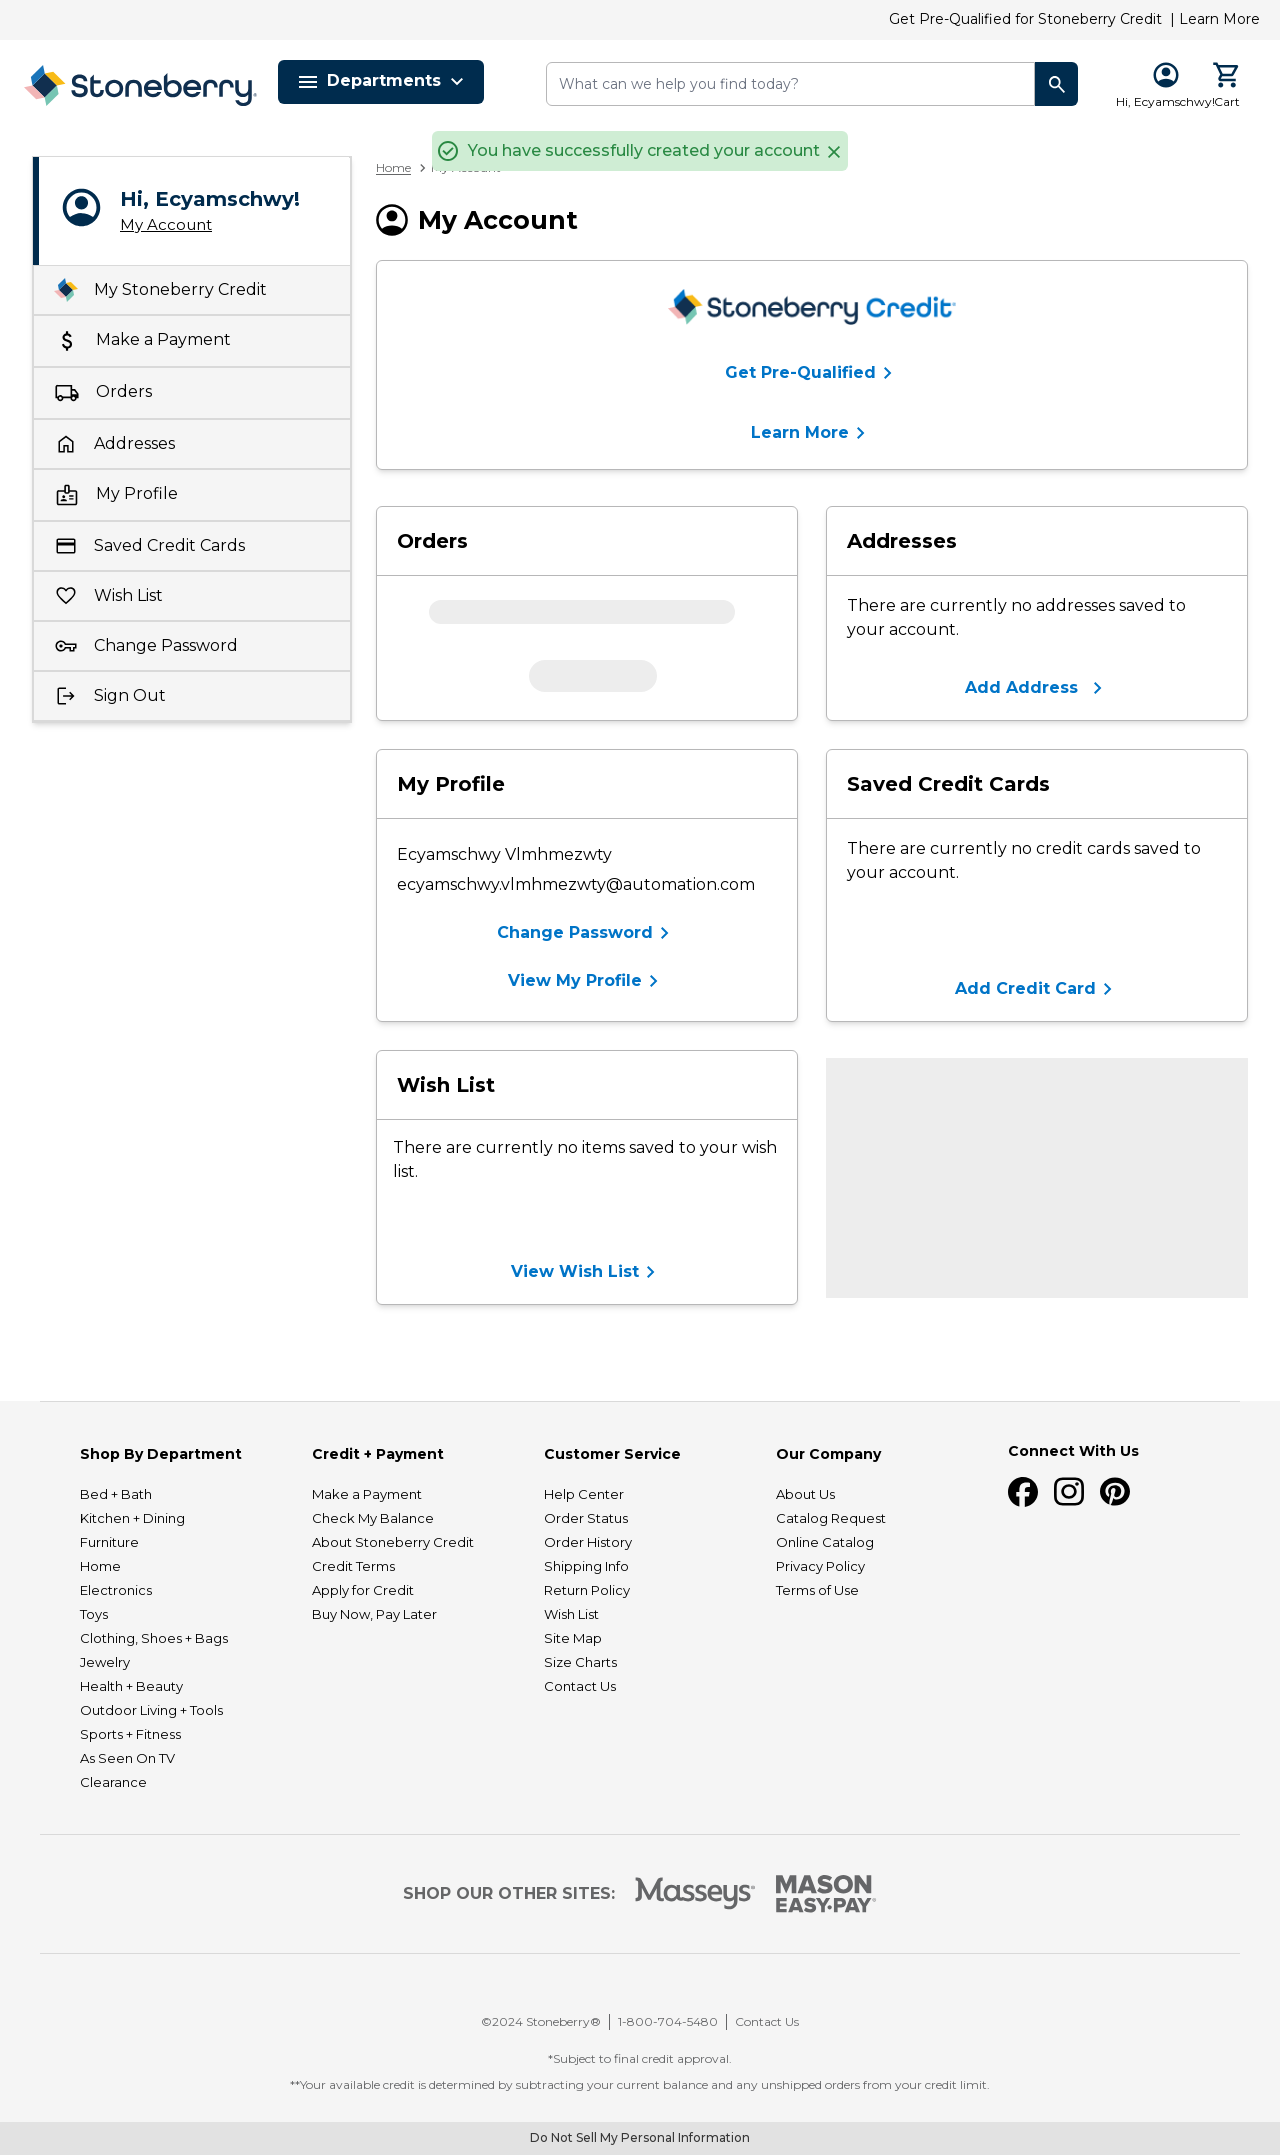 Get Pre-Qualified for Stoneberry Credit | Learn More
Stoneberry
Departments
What can we help you find today?
Hi, Ecyamschwy!
Cart
You have successfully created your account
Home
My Account
Hi, Ecyamschwy!
My Account
My Stoneberry Credit
Make a Payment
Orders
Addresses
My Profile
Saved Credit Cards
Wish List
Change Password
Sign Out
My Account
Stoneberry Credit
Get Pre-Qualified
Learn More
Orders
Addresses
There are currently no addresses saved to
your account.
Add Address
My Profile
Ecyamschwy Vlmhmezwty
ecyamschwy.vlmhmezwty@automation.com
Change Password
View My Profile
Saved Credit Cards
There are currently no credit cards saved to
your account.
Add Credit Card
Wish List
There are currently no items saved to your wish
list.
View Wish List
Shop By Department
Bed + Bath
Kitchen + Dining
Furniture
Home
Electronics
Toys
Clothing, Shoes + Bags
Jewelry
Health + Beauty
Outdoor Living + Tools
Sports + Fitness
As Seen On TV
Clearance
Credit + Payment
Make a Payment
Check My Balance
About Stoneberry Credit
Credit Terms
Apply for Credit
Buy Now, Pay Later
Customer Service
Help Center
Order Status
Order History
Shipping Info
Return Policy
Wish List
Site Map
Size Charts
Contact Us
Our Company
About Us
Catalog Request
Online Catalog
Privacy Policy
Terms of Use
Connect With Us
SHOP OUR OTHER SITES:
Masseys
MASON
EASY•PAY
©2024 Stoneberry® | 1-800-704-5480 | Contact Us
*Subject to final credit approval.
**Your available credit is determined by subtracting your current balance and any unshipped orders from your credit limit.
Do Not Sell My Personal Information